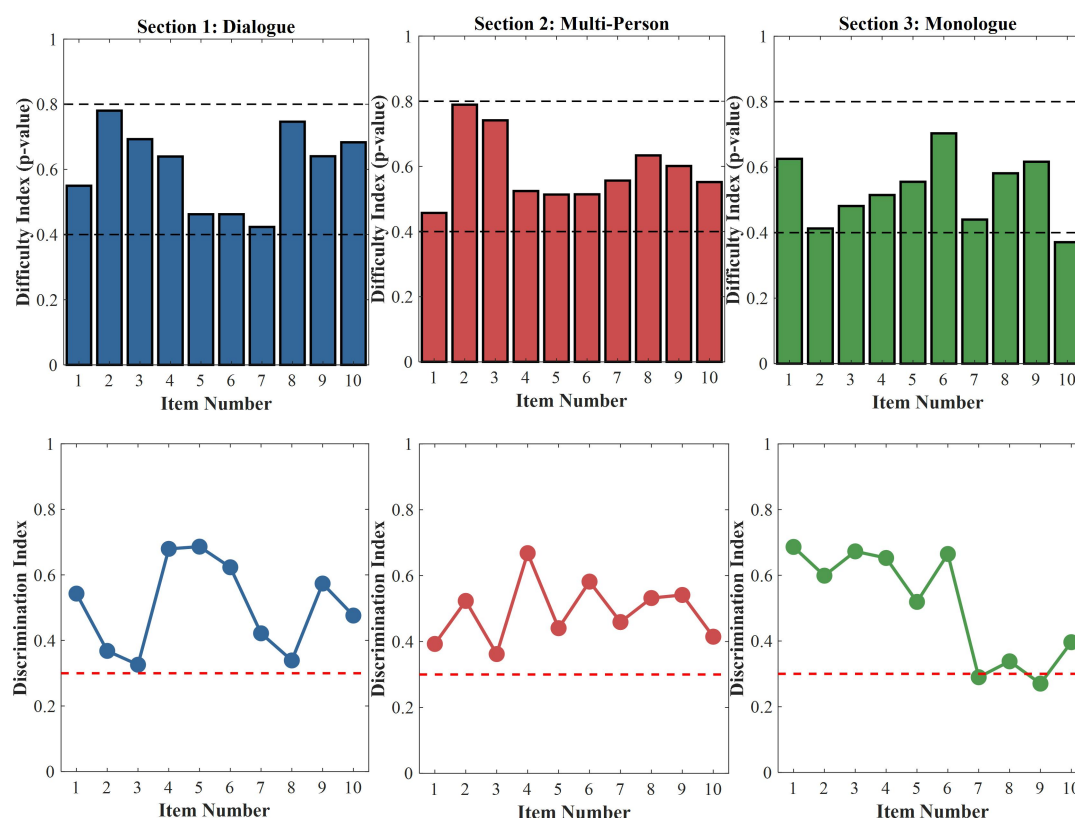 Section 1: Dialogue
Difficulty Index (p-value)
1
0.8
0.6
0.4
0.2
0
1 2 3 4 5 6 7 8 9 10
Item Number
Section 2: Multi-Person
Difficulty Index (p-value)
1
0.8
0.6
0.4
0.2
0
1 2 3 4 5 6 7 8 9 10
Item Number
Section 3: Monologue
Difficulty Index (p-value)
1
0.8
0.6
0.4
0.2
0
1 2 3 4 5 6 7 8 9 10
Item Number
Discrimination Index
1
0.8
0.6
0.4
0.2
0
1 2 3 4 5 6 7 8 9 10
Item Number
Discrimination Index
1
0.8
0.6
0.4
0.2
0
1 2 3 4 5 6 7 8 9 10
Item Number
Discrimination Index
1
0.8
0.6
0.4
0.2
0
1 2 3 4 5 6 7 8 9 10
Item Number